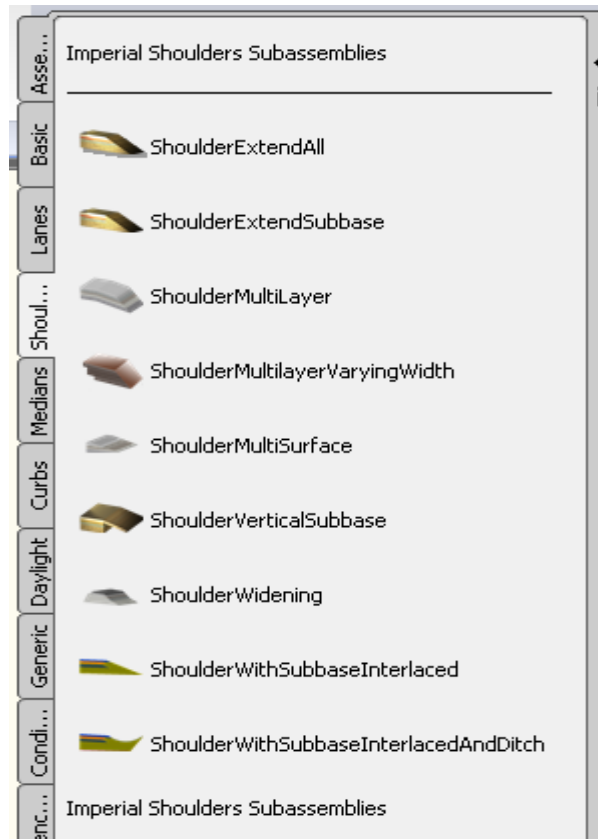 Imperial Shoulders Subassemblies
ShoulderExtendAll
ShoulderExtendSubbase
ShoulderMultiLayer
ShoulderMultilayerVaryingWidth
ShoulderMultiSurface
ShoulderVerticalSubbase
ShoulderWidening
ShoulderWithSubbaseInterlaced
ShoulderWithSubbaseInterlacedAndDitch
Imperial Shoulders Subassemblies
Asse...
Basic
Lanes
Shoul...
Medians
Curbs
Daylight
Generic
Condi...
enc...